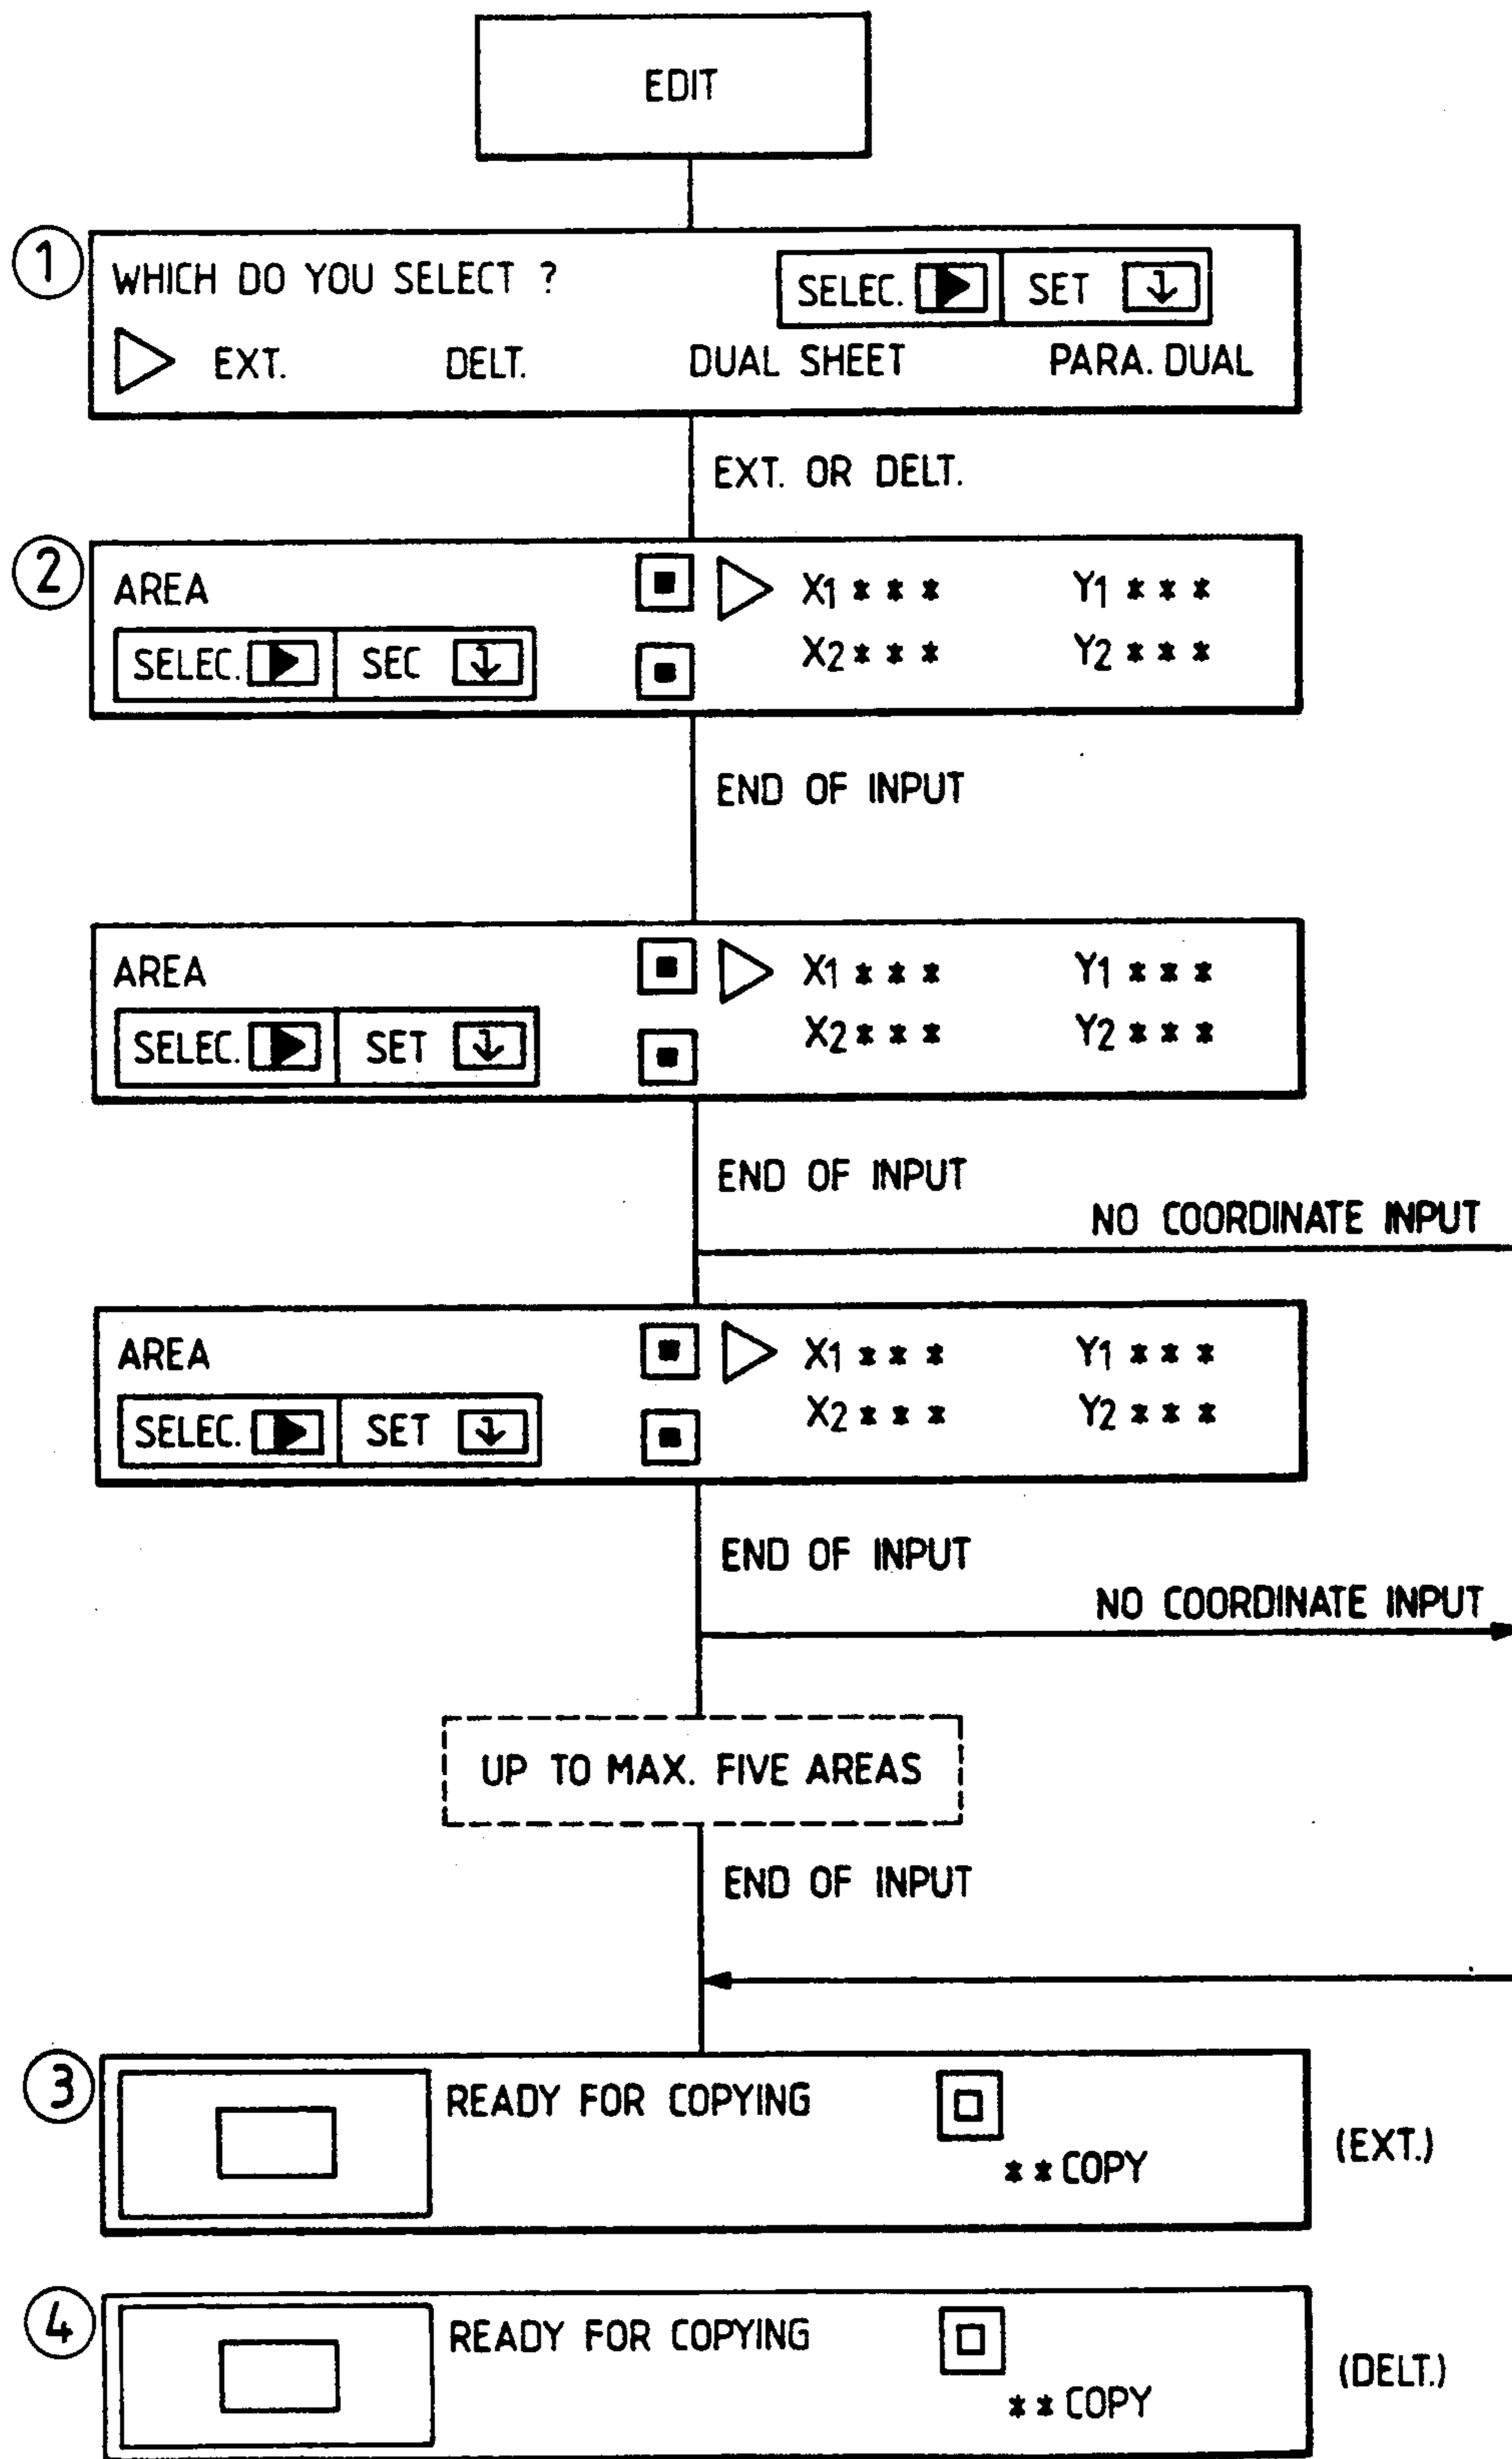 EDIT
1
WHICH DO YOU SELECT ?
SELEC. SET
EXT. DELT. DUAL SHEET PARA. DUAL
EXT. OR DELT.
2
AREA X1 * * * Y1 * * *
SELEC. SEC X2 * * * Y2 * * *
END OF INPUT
AREA X1 * * * Y1 * * *
SELEC. SET X2 * * * Y2 * * *
END OF INPUT
NO COORDINATE INPUT
AREA X1 * * * Y1 * * *
SELEC. SET X2 * * * Y2 * * *
END OF INPUT
NO COORDINATE INPUT
UP TO MAX. FIVE AREAS
END OF INPUT
3
READY FOR COPYING
* * COPY
(EXT.)
4
READY FOR COPYING
* * COPY
(DELT.)